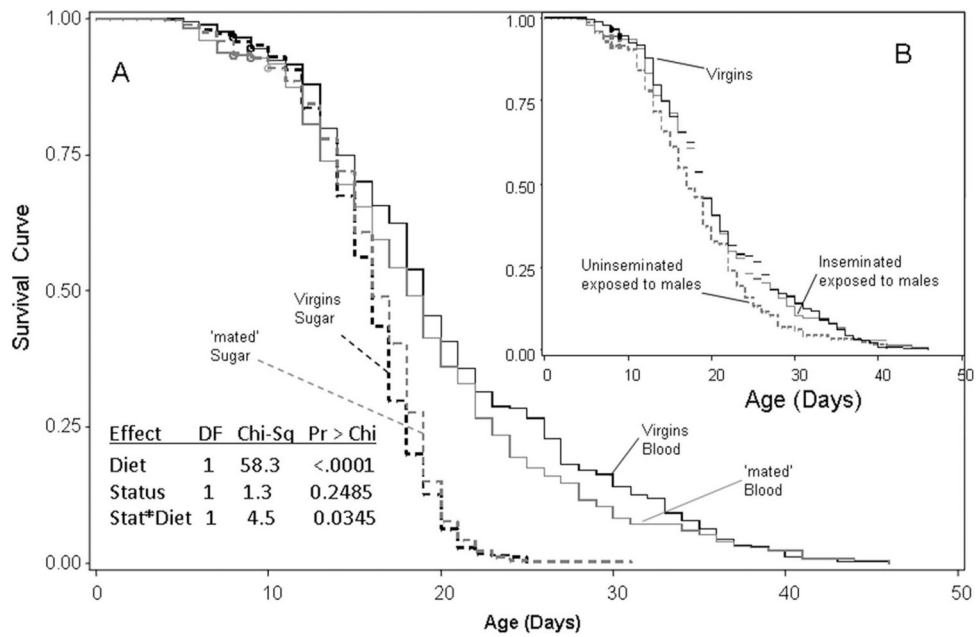 A
Survival Curve
1.00
0.75
0.50
0.25
0.00
0
10
20
30
40
50
Age (Days)
Virgins
Sugar
'mated'
Sugar
Virgins
Blood
'mated'
Blood
Effect DF Chi-Sq Pr > Chi
Diet 1 58.3 <.0001
Status 1 1.3 0.2485
Stat*Diet 1 4.5 0.0345
B
1.00
0.75
0.50
0.25
0.00
0
10
20
30
40
50
Age (Days)
Virgins
Uninseminated
exposed to males
Inseminated
exposed to males